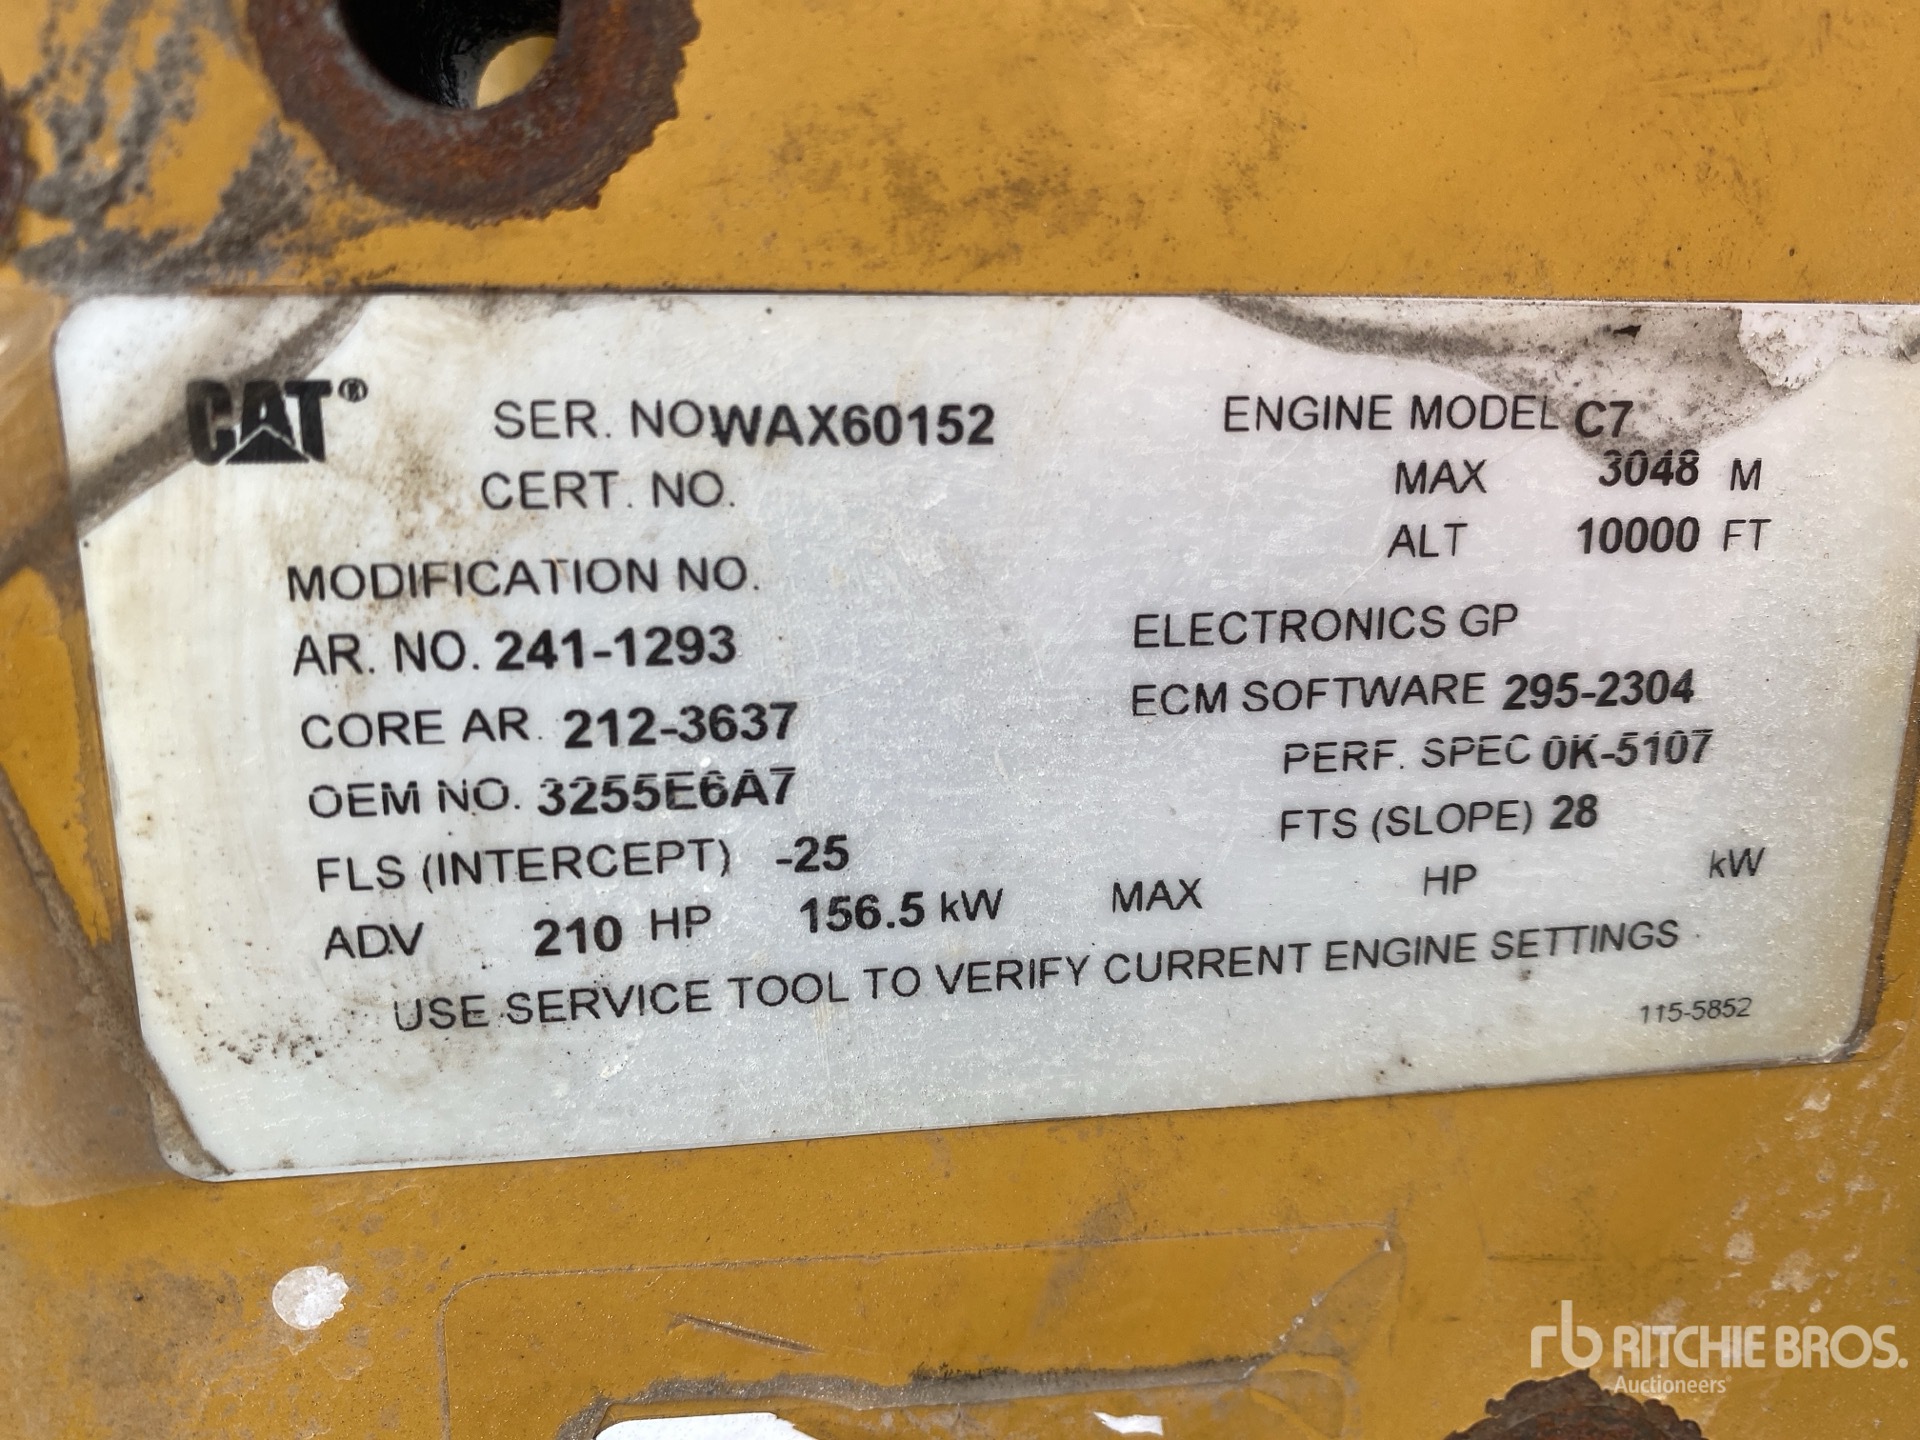 CAT®
SER. NO WAX60152
CERT. NO.
MODIFICATION NO.
AR. NO. 241-1293
CORE AR. 212-3637
OEM NO. 3255E6A7
FLS (INTERCEPT) -25
ADV 210 HP 156.5 kW MAX HP kW
ENGINE MODEL C7
MAX 3048 M
ALT 10000 FT
ELECTRONICS GP
ECM SOFTWARE 295-2304
PERF. SPEC 0K-5107
FTS (SLOPE) 28
USE SERVICE TOOL TO VERIFY CURRENT ENGINE SETTINGS
115-5852
rb RITCHIE BROS.
Auctioneers